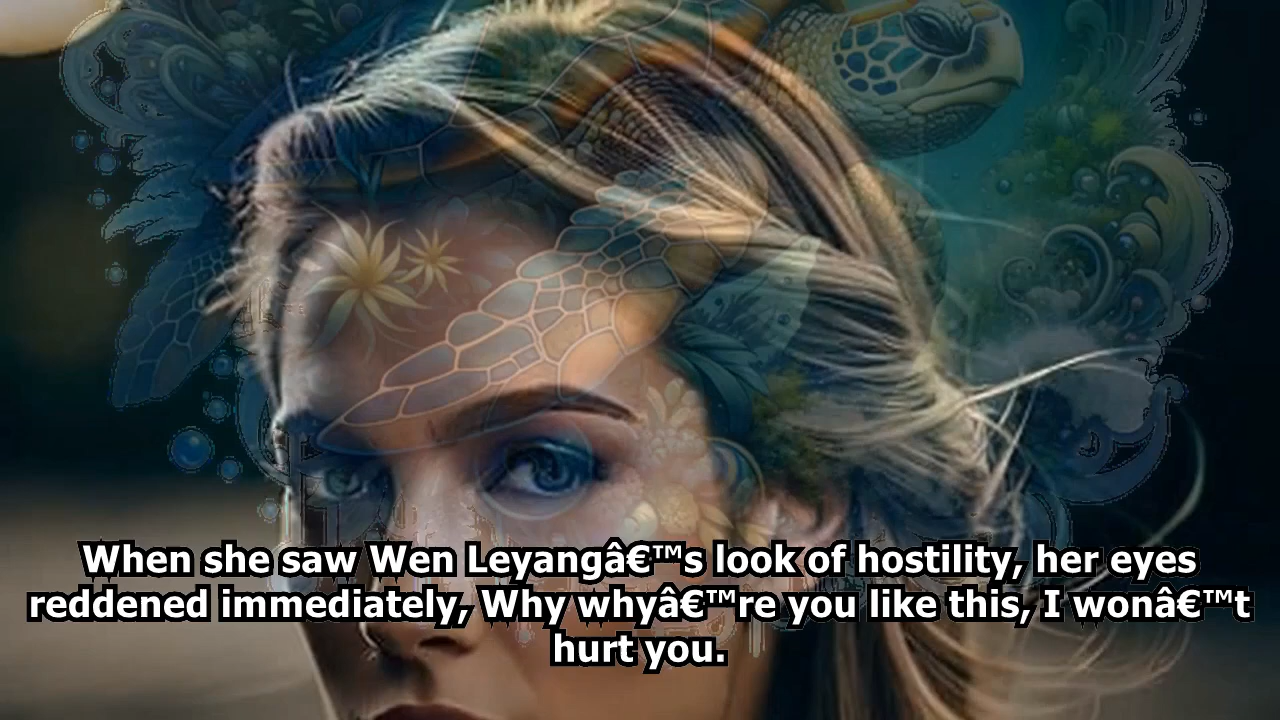 When she saw Wen Leyangâ€™s look of hostility, her eyes
reddened immediately, Why whyâ€™re you like this, I wonâ€™t
hurt you.